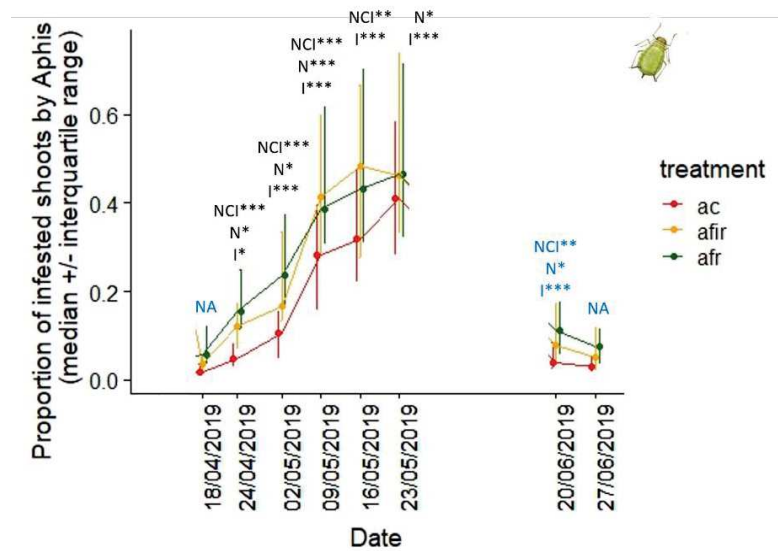 NCI** N*
I*** I***
NCI***
N***
I***
NCI***
N*
I***
NCI***
N*
I*
NA
NCI**
N*
I***
NA
Proportion of infested shoots by Aphis
(median +/- interquartile range)
0.6
0.4
0.2
0.0
18/04/2019
24/04/2019
02/05/2019
09/05/2019
16/05/2019
23/05/2019
20/06/2019
27/06/2019
Date
treatment
ac
afir
afr